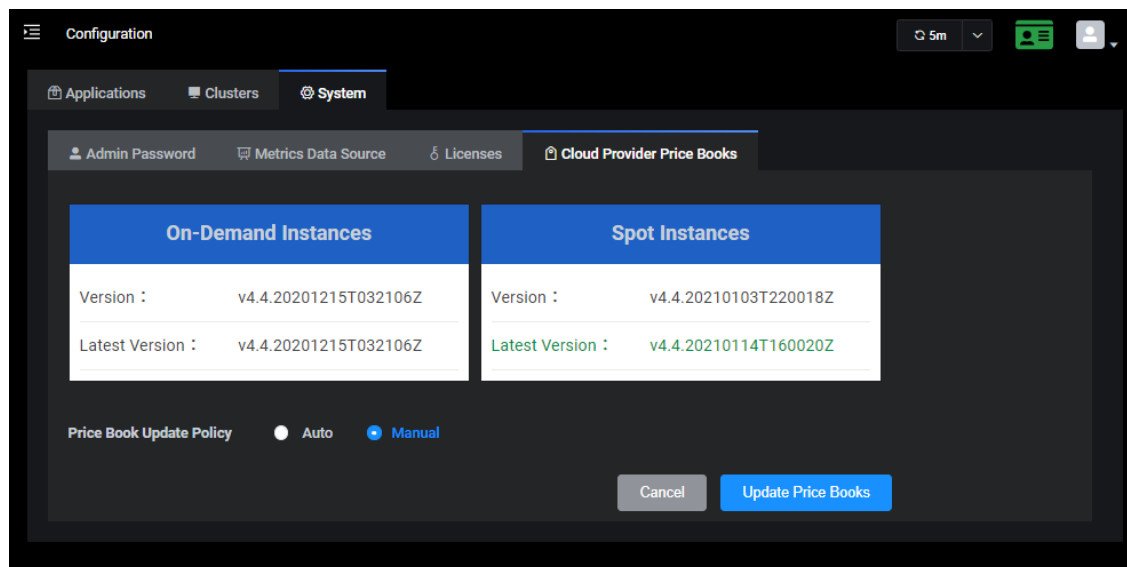 Configuration
5m
Applications Clusters System
Admin Password Metrics Data Source Licenses Cloud Provider Price Books
On-Demand Instances
Version : v4.4.20201215T032106Z
Latest Version : v4.4.20201215T032106Z
Spot Instances
Version : v4.4.20210103T220018Z
Latest Version : v4.4.20210114T160020Z
Price Book Update Policy Auto Manual
Cancel Update Price Books